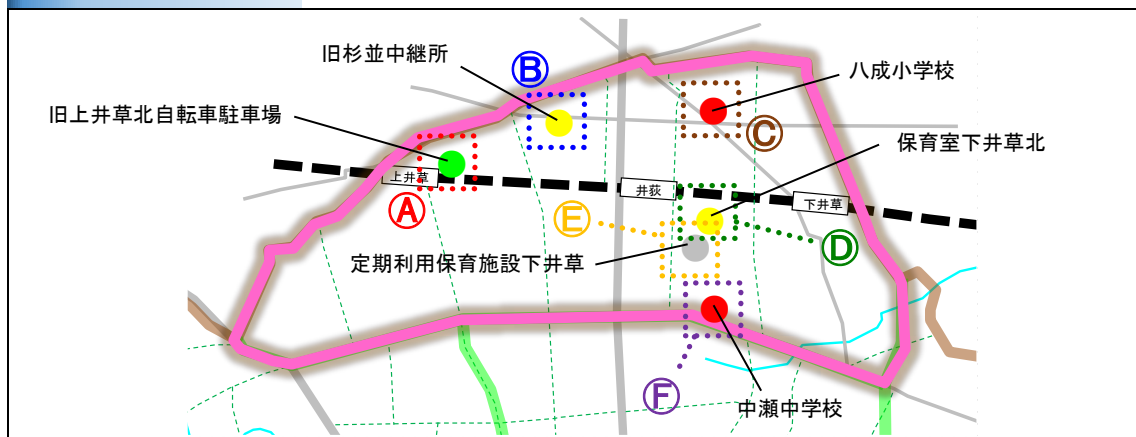 旧杉並中継所
Ⓑ
八成小学校
旧上井草北自転車駐車場
Ⓒ
保育室下井草北
上井草
井荻
下井草
Ⓐ
Ⓔ
Ⓓ
定期利用保育施設下井草
Ⓕ
中瀬中学校